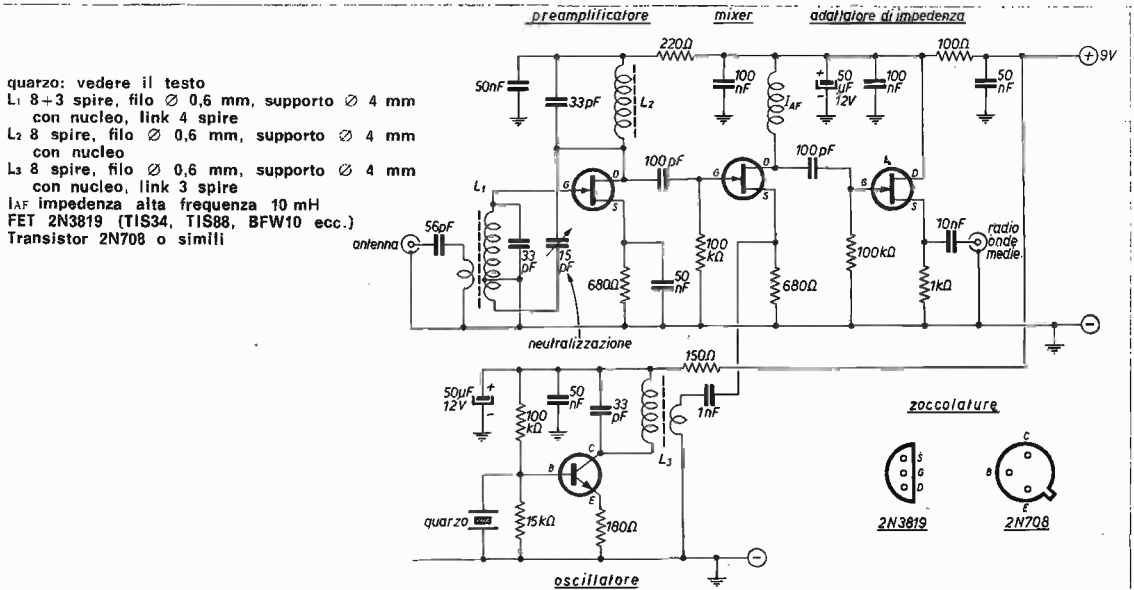 preamplificatore
mixer
adattatore di impedenza
quarzo: vedere il testo
L1 8+3 spire, filo Ø 0,6 mm, supporto Ø 4 mm
con nucleo, link 4 spire
L2 8 spire, filo Ø 0,6 mm, supporto Ø 4 mm
con nucleo
L3 8 spire, filo Ø 0,6 mm, supporto Ø 4 mm
con nucleo, link 3 spire
IAF impedenza alta frequenza 10 mH
FET 2N3819 (TIS34, TIS88, BFW10 ecc.)
Transistor 2N708 o simili
220Ω
100Ω
+ 9V
50nF
33pF
L2
100 nF
IAF
+ 50 µF 12V -
100 nF
50 nF
L1
G
D
S
100 pF
G
D
S
100 pF
G
D
S
antenna
56pF
33 pF
15 pF
680Ω
50 nF
100 kΩ
680Ω
100kΩ
10nF
1kΩ
radio
onde
medie
-
neutralizzazione
150Ω
50µF 12V + -
100 kΩ
50 nF
33 pF
L3
1nF
B
C
E
quarzo
15kΩ
180Ω
-
oscillatore
zoccolature
S
G
D
2N3819
C
B
E
2N708